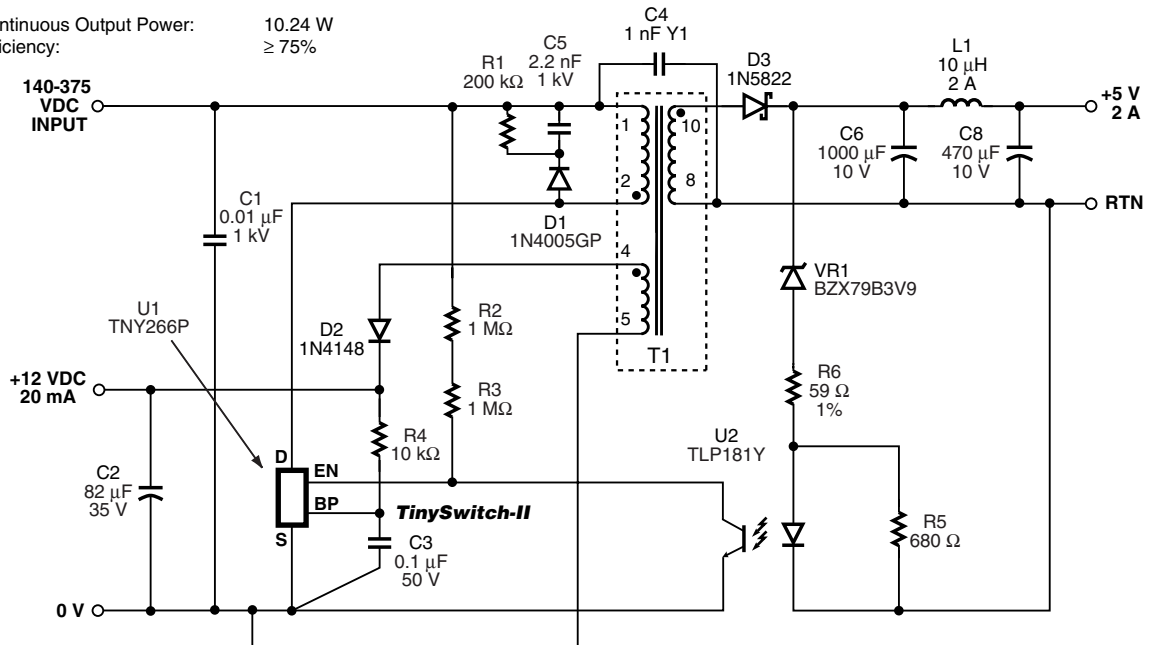 ntinuous Output Power: 10.24 W
iciency: ≥ 75%
C4
1 nF Y1
C5
2.2 nF
1 kV
R1
200 kΩ
D3
1N5822
L1
10 µH
2 A
140-375
VDC
INPUT
+5 V
2 A
1
10
C6
1000 µF
10 V
C8
470 µF
10 V
2
8
C1
0.01 µF
1 kV
RTN
D1
1N4005GP
4
VR1
BZX79B3V9
U1
TNY266P
D2
1N4148
R2
1 MΩ
5
T1
+12 VDC
20 mA
R3
1 MΩ
R6
59 Ω
1%
R4
10 kΩ
U2
TLP181Y
D
EN
C2
82 µF
35 V
BP
TinySwitch-II
S
R5
680 Ω
C3
0.1 µF
50 V
0 V